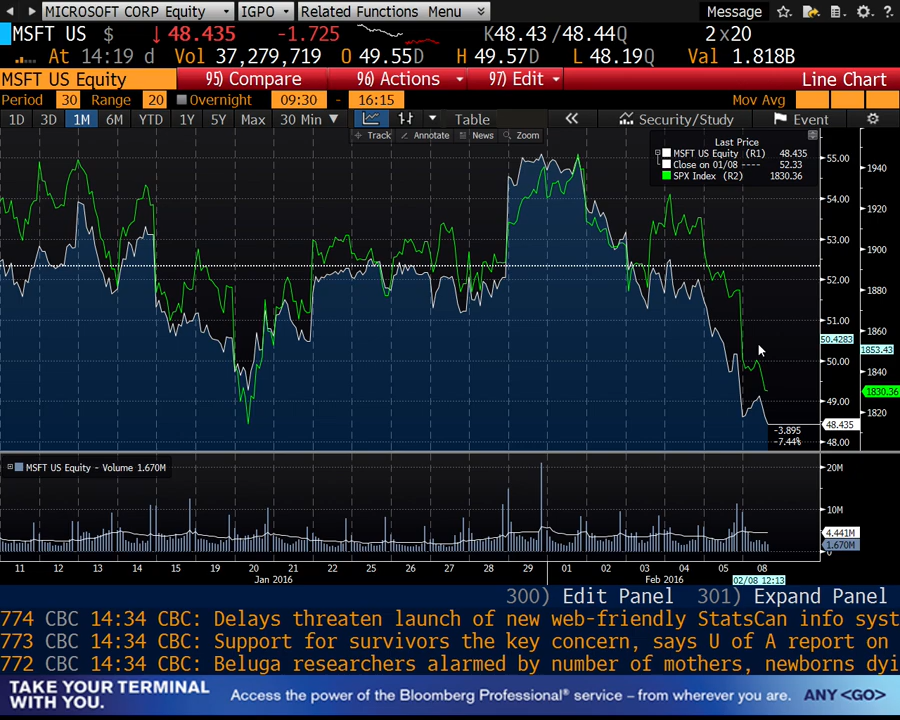 MICROSOFT CORP Equity IGPO Related Functions Menu Message
MSFT US $ 48.435 -1.725 K48.43 /48.44Q 2×20
At 14:19 d Vol 37,279,719 O 49.55D H 49.57D L 48.19Q Val 1.818B
MSFT US Equity 95) Compare 96) Actions 97) Edit Line Chart
Period 30 Range 20 Overnight 09:30 - 16:15 Mov Avg
1D 3D 1M 6M YTD 1Y 5Y Max 30 Min Table Security/Study Event
Track Annotate News Zoom
Last Price
MSFT US Equity (R1) 48.435
Close on 01/08 ---- 52.33
SPX Index (R2) 1830.36
55.00 1940
54.00 1920
53.00 1900
52.00 1880
51.00 1860
50.4283 1853.43
50.00 1840
49.00 1830.36
48.435 1820
-3.895
-7.44% 48.00
MSFT US Equity - Volume 1.670M 20M
10M
4.441M
1.670M
0
11 12 13 14 15 19 20 21 22 25 26 27 28 29 01 02 03 04 05 08
Jan 2016 Feb 2016 02/08 12:13
300) Edit Panel 301) Expand Panel
774 CBC 14:34 CBC: Delays threaten launch of new web-friendly StatsCan info syst
773 CBC 14:34 CBC: Support for survivors the key concern, says U of A report on
772 CBC 14:34 CBC: Beluga researchers alarmed by number of mothers, newborns dyi
TAKE YOUR TERMINAL
WITH YOU.
Access the power of the Bloomberg Professional® service – from wherever you are. ANY <GO>